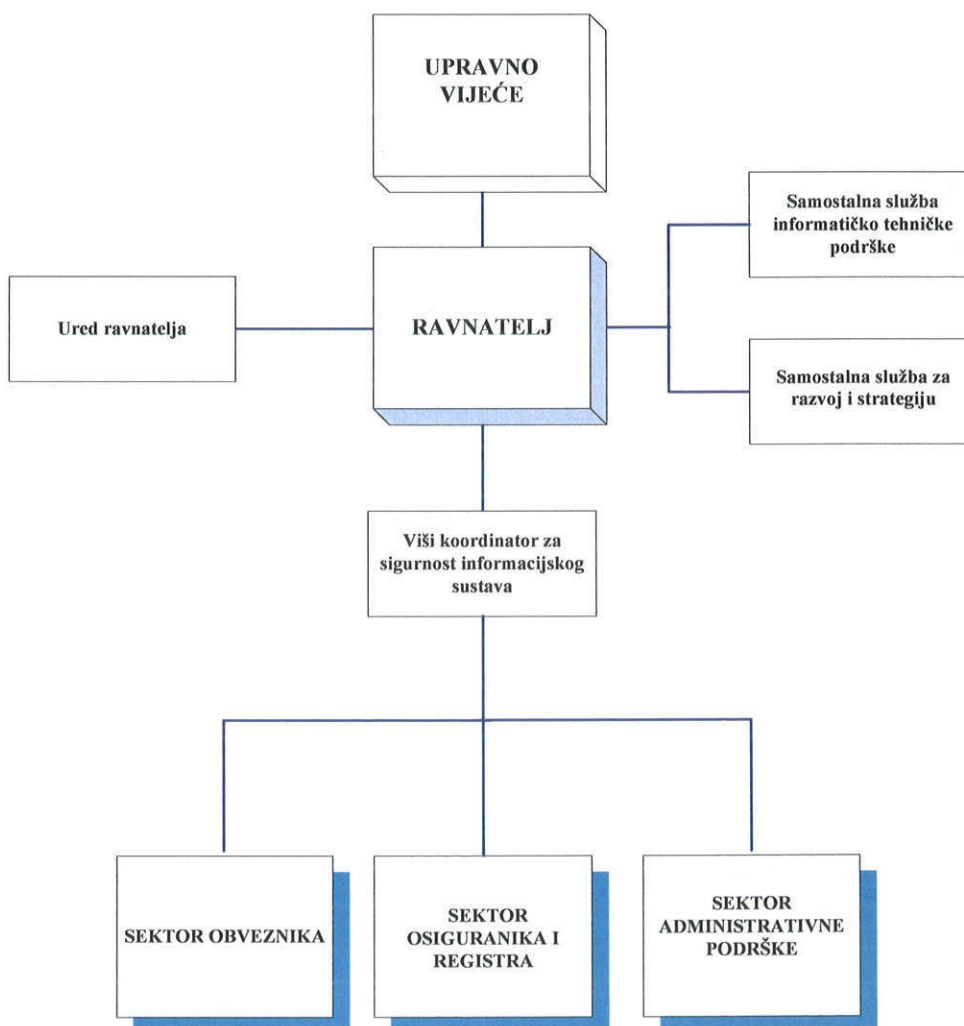 UPRAVNO
VIJEĆE
Samostalna služba
informatičko tehničke
podrške
Ured ravnatelja
RAVNATELJ
Samostalna služba za
razvoj i strategiju
Viši koordinator za
sigurnost informacijskog
sustava
SEKTOR OBVEZNIKA
SEKTOR
OSIGURANIKA I
REGISTRA
SEKTOR
ADMINISTRATIVNE
PODRŠKE